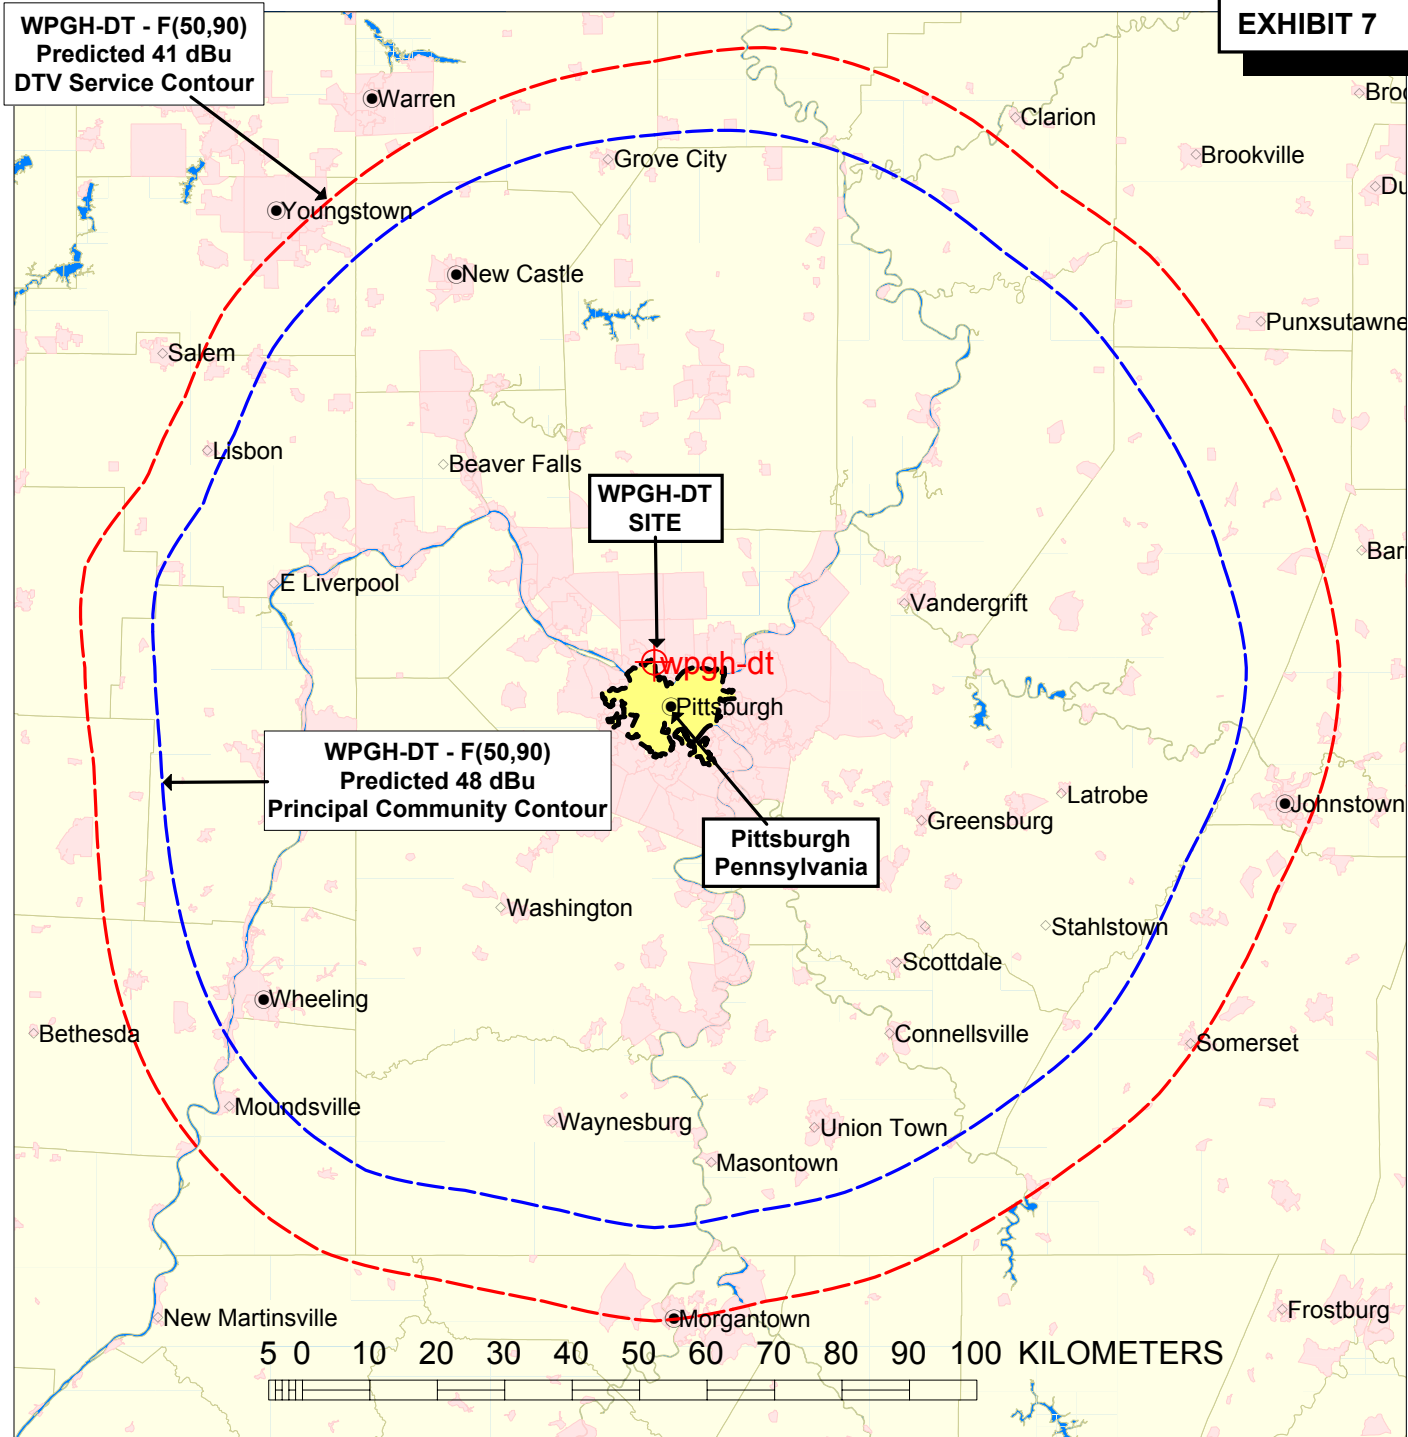 WPGH-DT - F(50,90)
Predicted 41 dBu
DTV Service Contour
EXHIBIT 7
Warren
Clarion
Grove City
Brookville
Youngstown
New Castle
Punxsutawne
Salem
Lisbon
Beaver Falls
WPGH-DT
SITE
E Liverpool
Vandergrift
wpgh-dt
Pittsburgh
WPGH-DT - F(50,90)
Predicted 48 dBu
Principal Community Contour
Latrobe
Johnstown
Greensburg
Pittsburgh
Pennsylvania
Washington
Stahlstown
Scottdale
Wheeling
Bethesda
Connellsville
Somerset
Moundsville
Waynesburg
Union Town
Masontown
New Martinsville
Morgantown
Frostburg
5 0 10 20 30 40 50 60 70 80 90 100 KILOMETERS